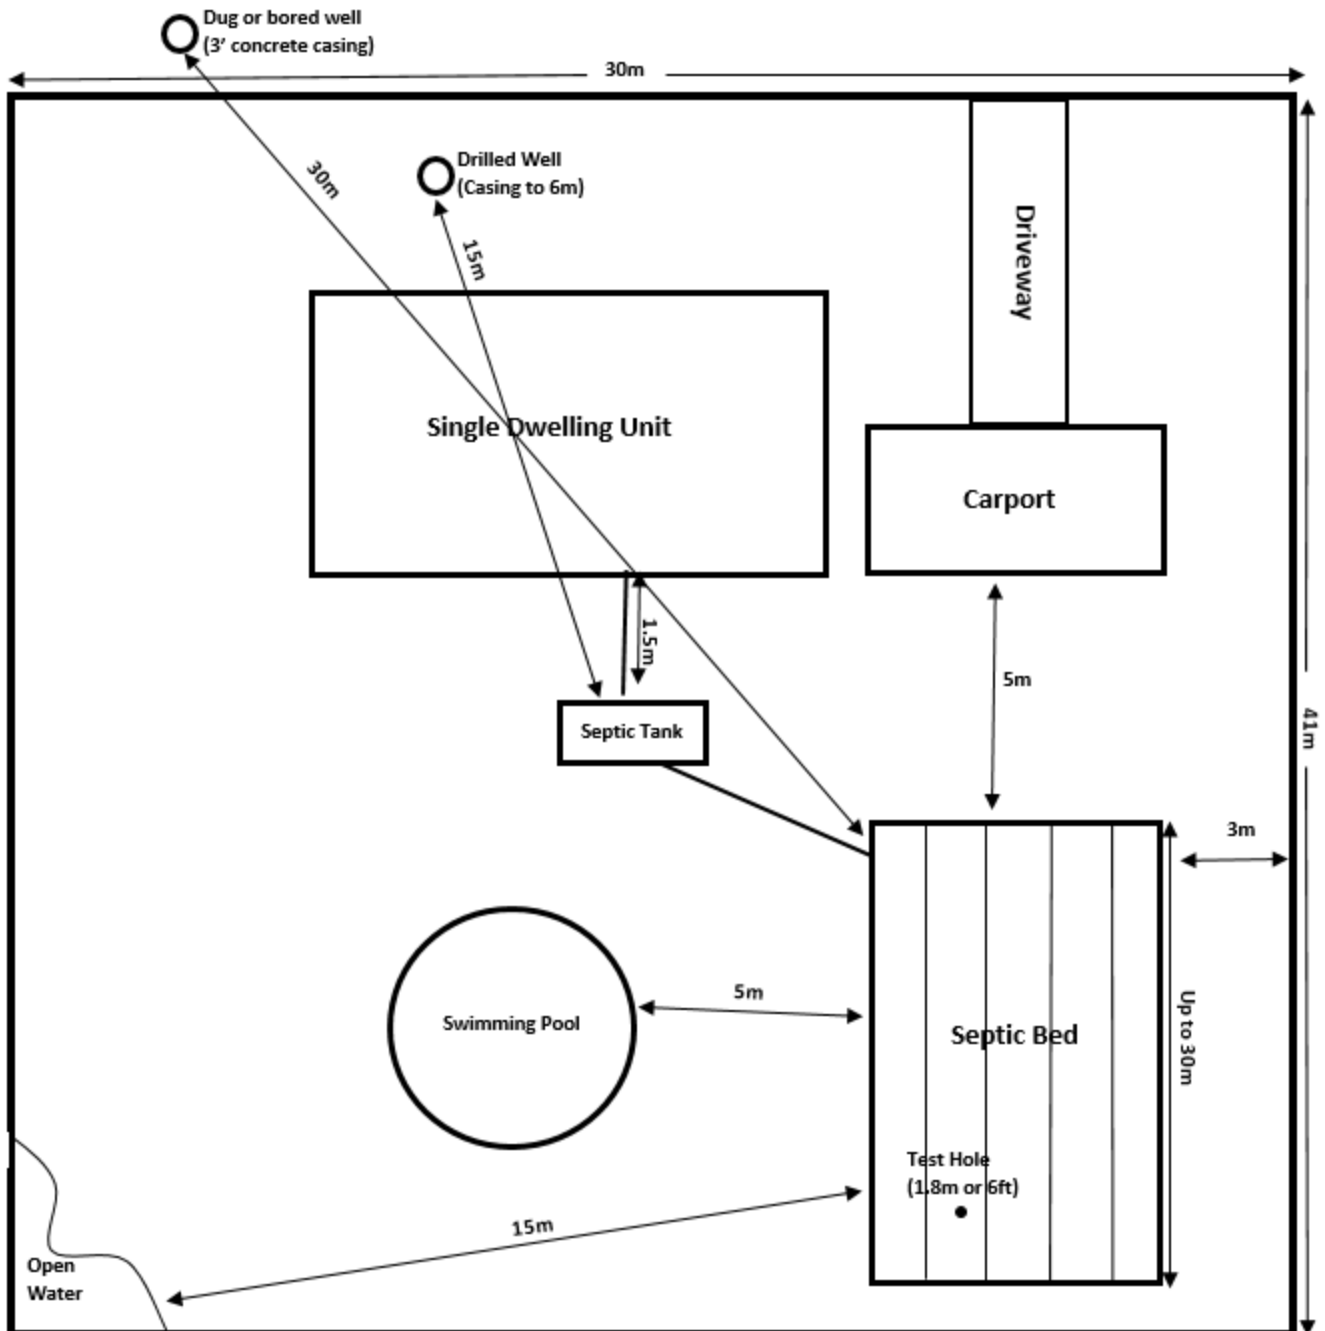 Dug or bored well
(3' concrete casing)
30m
30m
Drilled Well
(Casing to 6m)
15m
Driveway
Single Dwelling Unit
Carport
1.5m
5m
Septic Tank
41m
3m
5m
Swimming Pool
Septic Bed
Up to 30m
Test Hole
(1.8m or 6ft)
15m
Open
Water